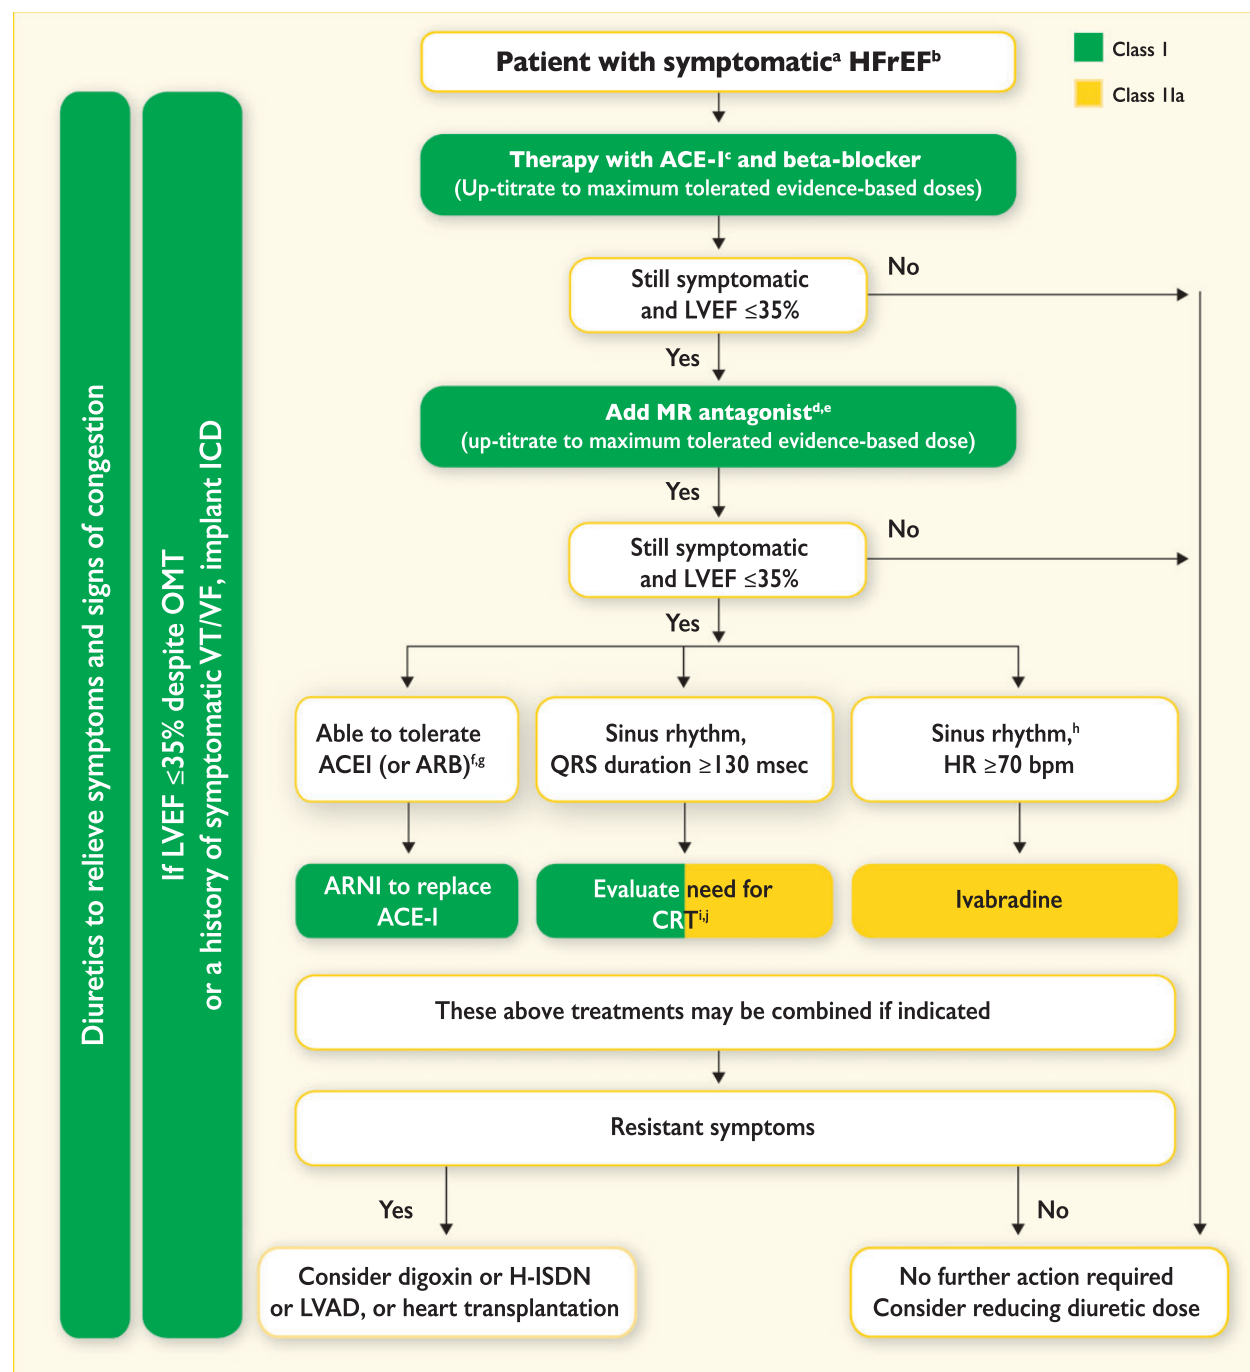 Patient with symptomaticᵃ HFrEFᵇ
Class I
Class IIa
Therapy with ACE-Iᶜ and beta-blocker
(Up-titrate to maximum tolerated evidence-based doses)
Still symptomatic
and LVEF ≤35%
No
Yes
Add MR antagonistᵈ,ᵉ
(up-titrate to maximum tolerated evidence-based dose)
Yes
Still symptomatic
and LVEF ≤35%
No
Yes
Able to tolerate
ACEI (or ARB)ᶠ,ᵍ
Sinus rhythm,
QRS duration ≥130 msec
Sinus rhythm,ʰ
HR ≥70 bpm
ARNI to replace
ACE-I
Evaluate need for
CRTⁱ,ʲ
Ivabradine
These above treatments may be combined if indicated
Resistant symptoms
Yes
No
Consider digoxin or H-ISDN
or LVAD, or heart transplantation
No further action required
Consider reducing diuretic dose
Diuretics to relieve symptoms and signs of congestion
If LVEF ≤35% despite OMT
or a history of symptomatic VT/VF, implant ICD